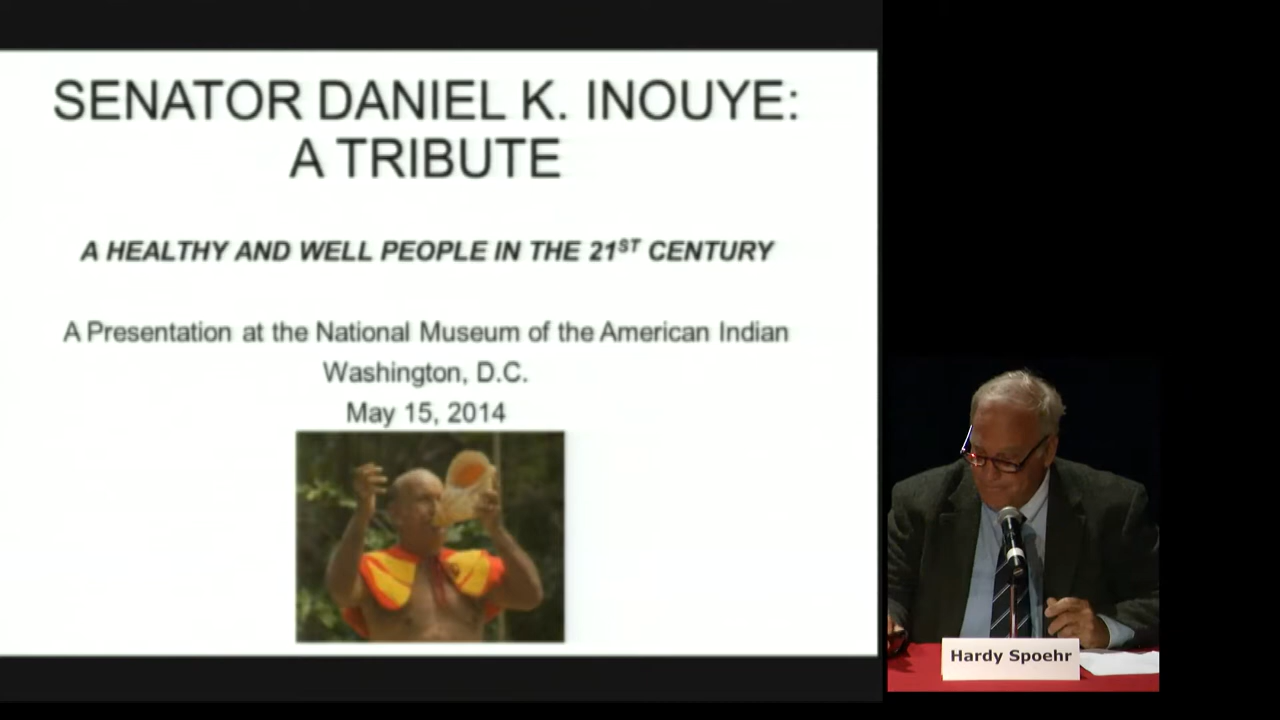 SENATOR DANIEL K. INOUYE:
A TRIBUTE
A HEALTHY AND WELL PEOPLE IN THE 21ST CENTURY
A Presentation at the National Museum of the American Indian
Washington, D.C.
May 15, 2014
Hardy Spoehr